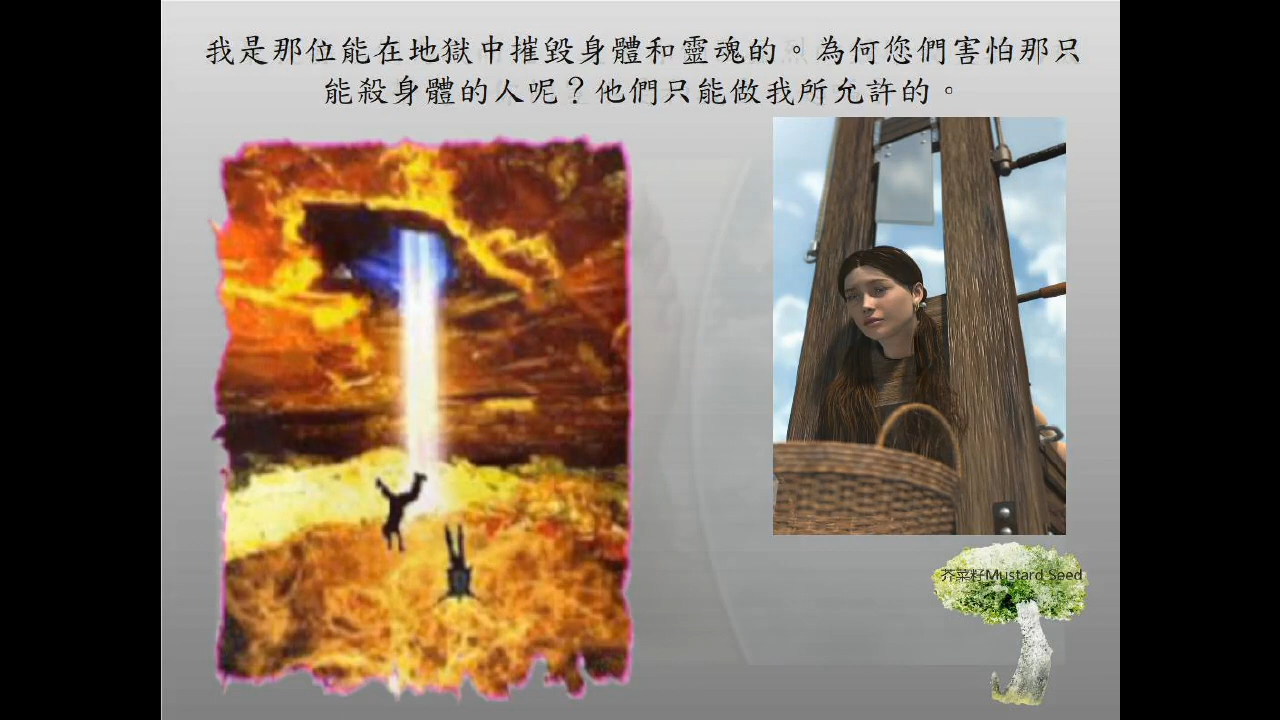 我是那位能在地獄中摧毀身體和靈魂的。為何您們害怕那只
能殺身體的人呢？他們只能做我所允許的。
芥菜籽Mustard Seed